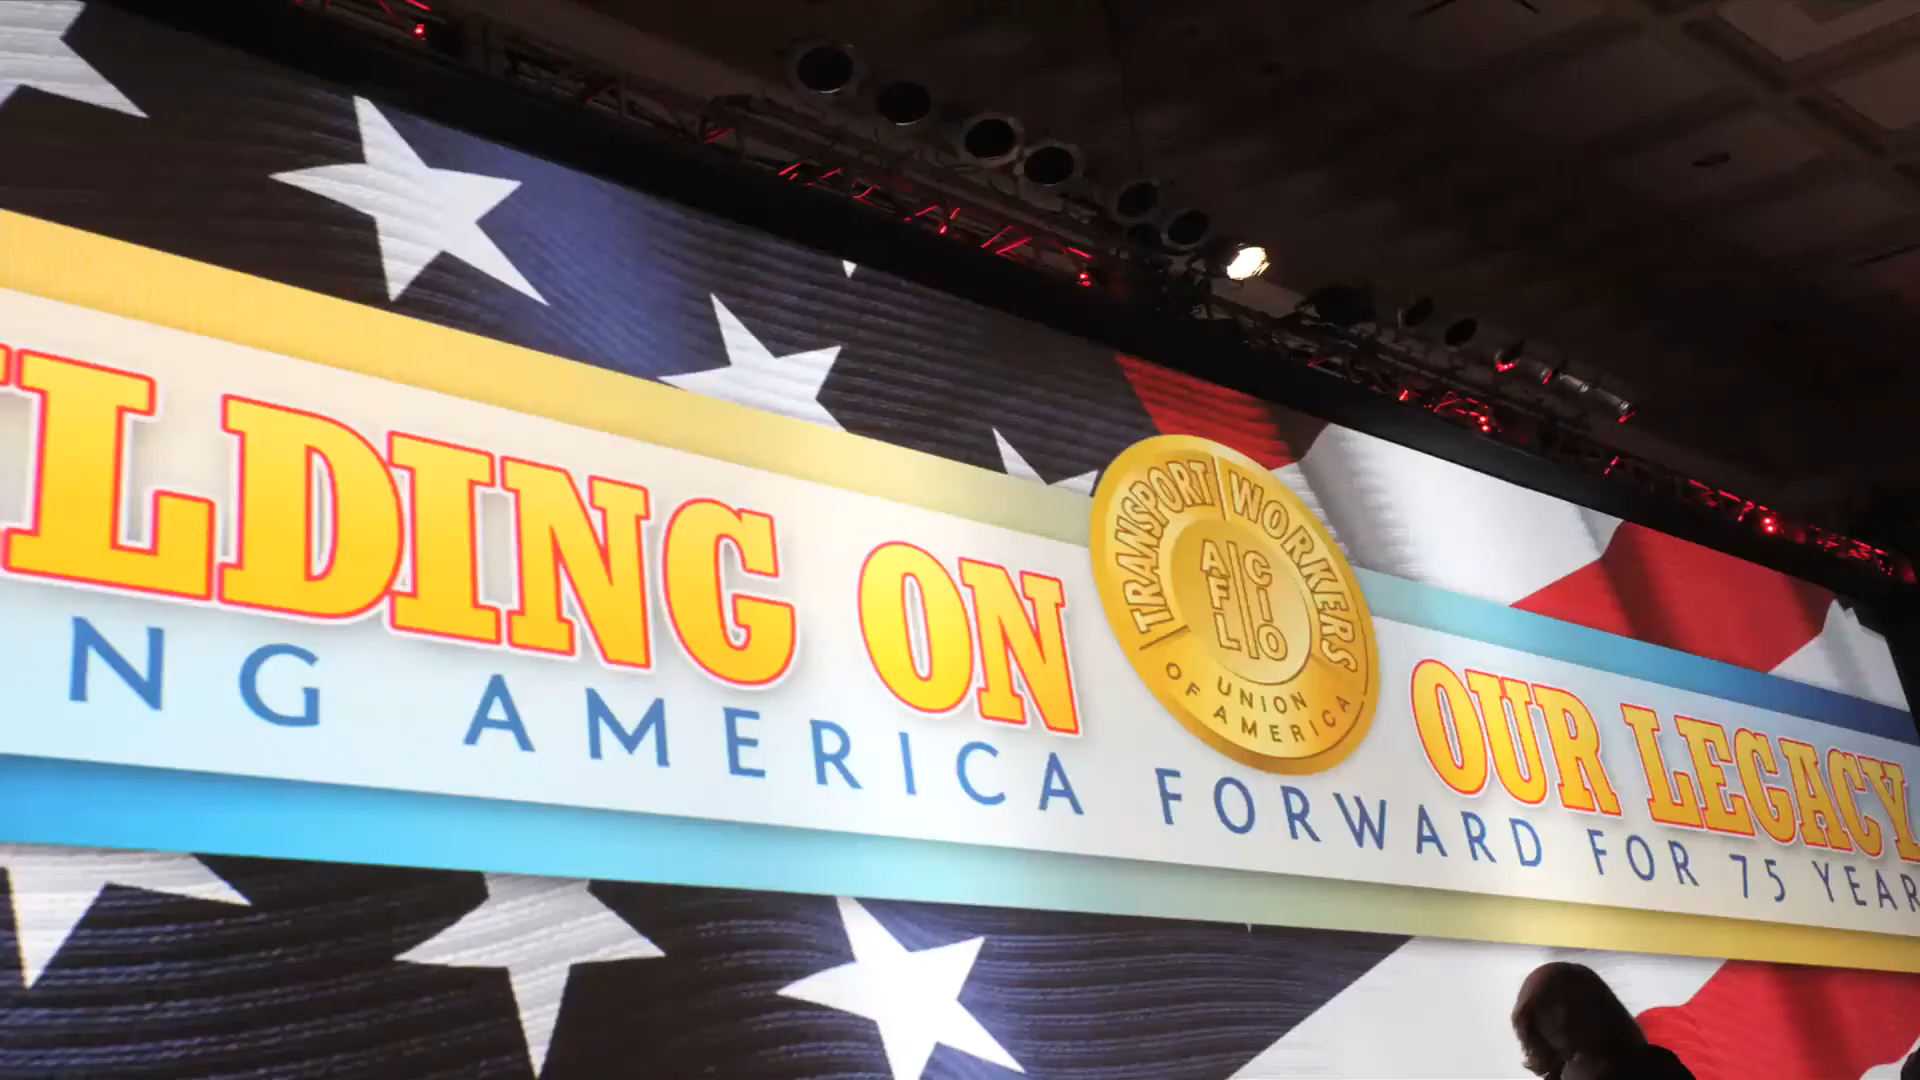 LDING ON OUR LEGACY
NG AMERICA FORWARD FOR 75 YEAR
TRANSPORT WORKERS
AFL CIO
UNION
OF AMERICA